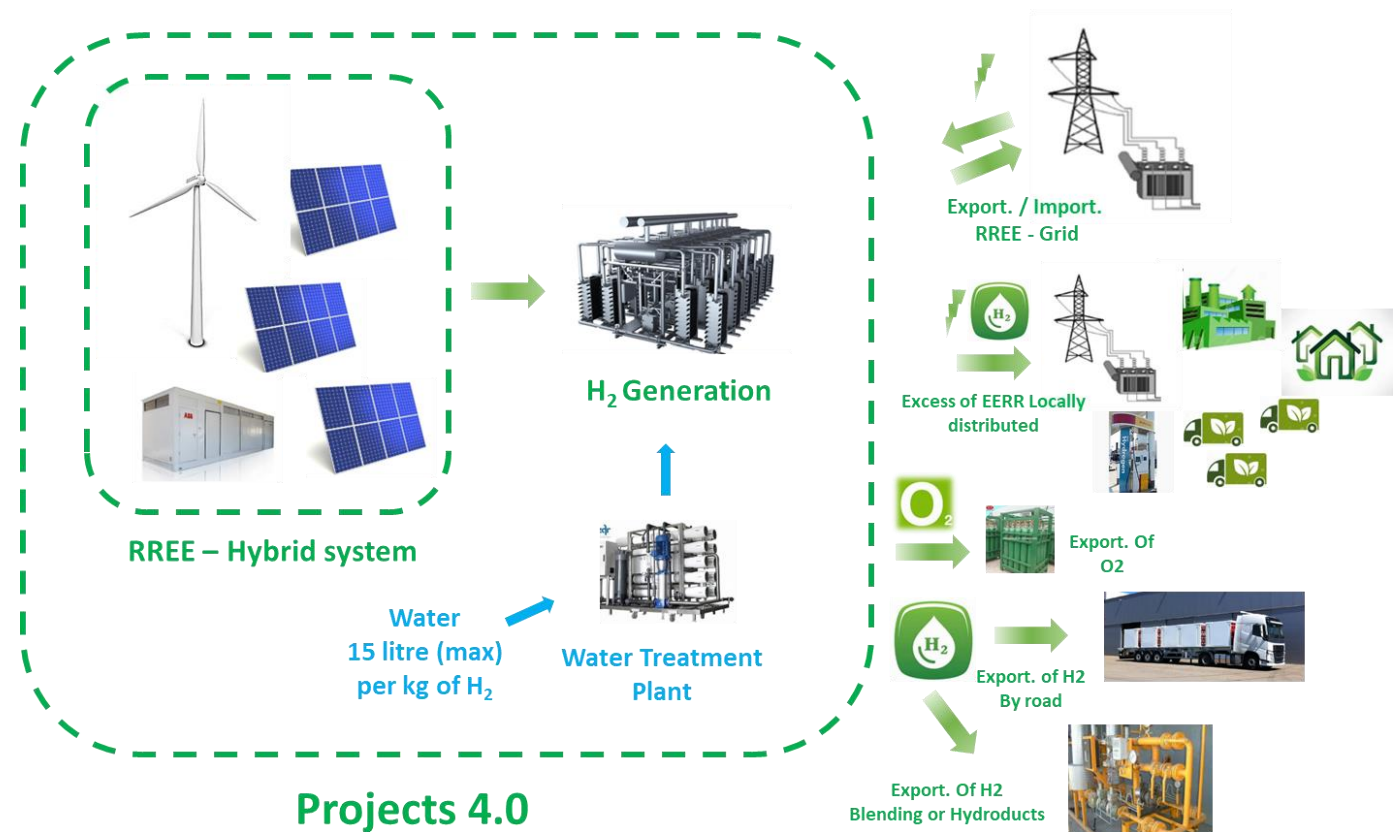 RREE – Hybrid system
ABB
H₂ Generation
Water
15 litre (max)
per kg of H₂
Water Treatment
Plant
Projects 4.0
Export. / Import.
RREE - Grid
H₂
Excess of EERR Locally
distributed
Hydrogen
O₂
Export. Of
O2
H₂
Export. of H2
By road
Export. Of H2
Blending or Hydroducts